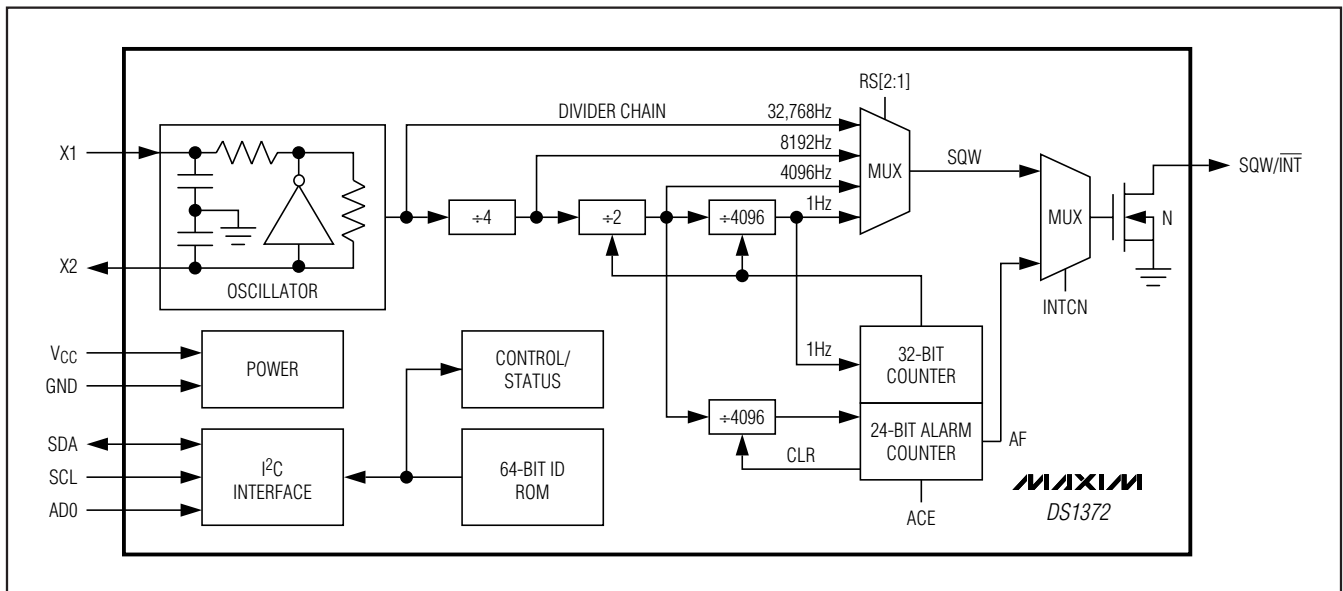 RS[2:1]
DIVIDER CHAIN
32,768Hz
8192Hz
4096Hz
1Hz
MUX
SQW
MUX
SQW/INT
N
INTCN
X1
X2
OSCILLATOR
÷4
÷2
÷4096
VCC
GND
POWER
CONTROL/
STATUS
1Hz
32-BIT
COUNTER
÷4096
CLR
24-BIT ALARM
COUNTER
AF
ACE
SDA
SCL
AD0
I²C
INTERFACE
64-BIT ID
ROM
MAXIM
DS1372